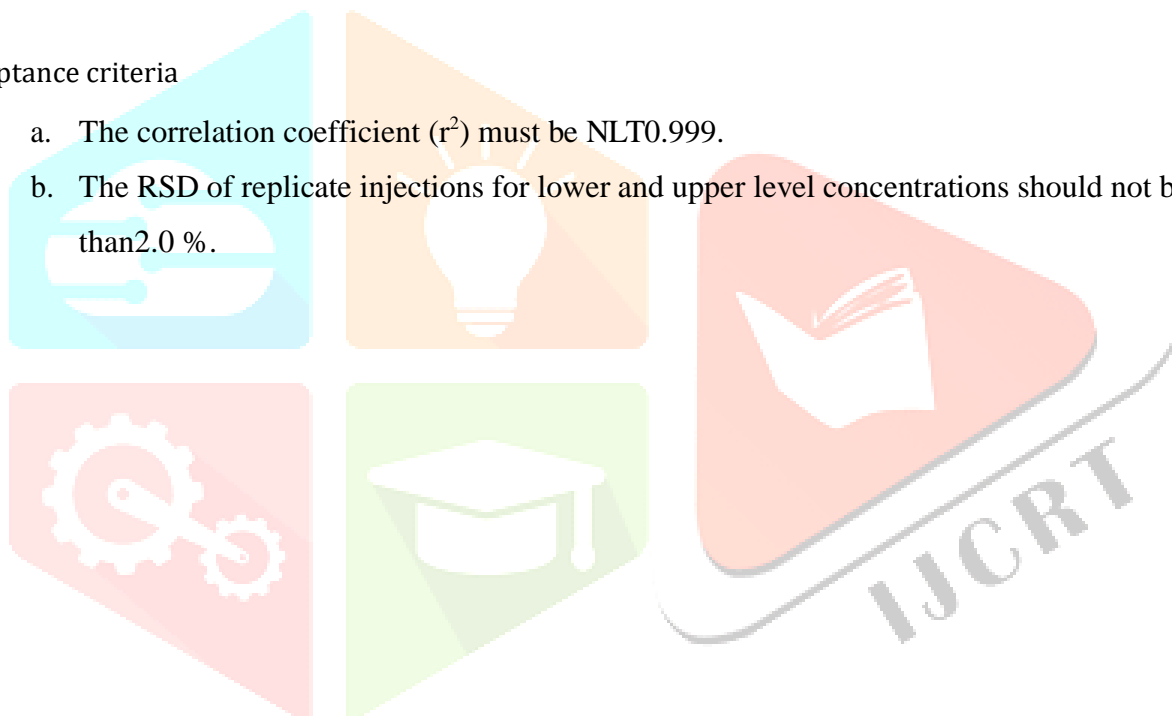 ptance criteria
a. The correlation coefficient (r²) must be NLT0.999.
b. The RSD of replicate injections for lower and upper level concentrations should not b
than2.0 %.
IJCRT